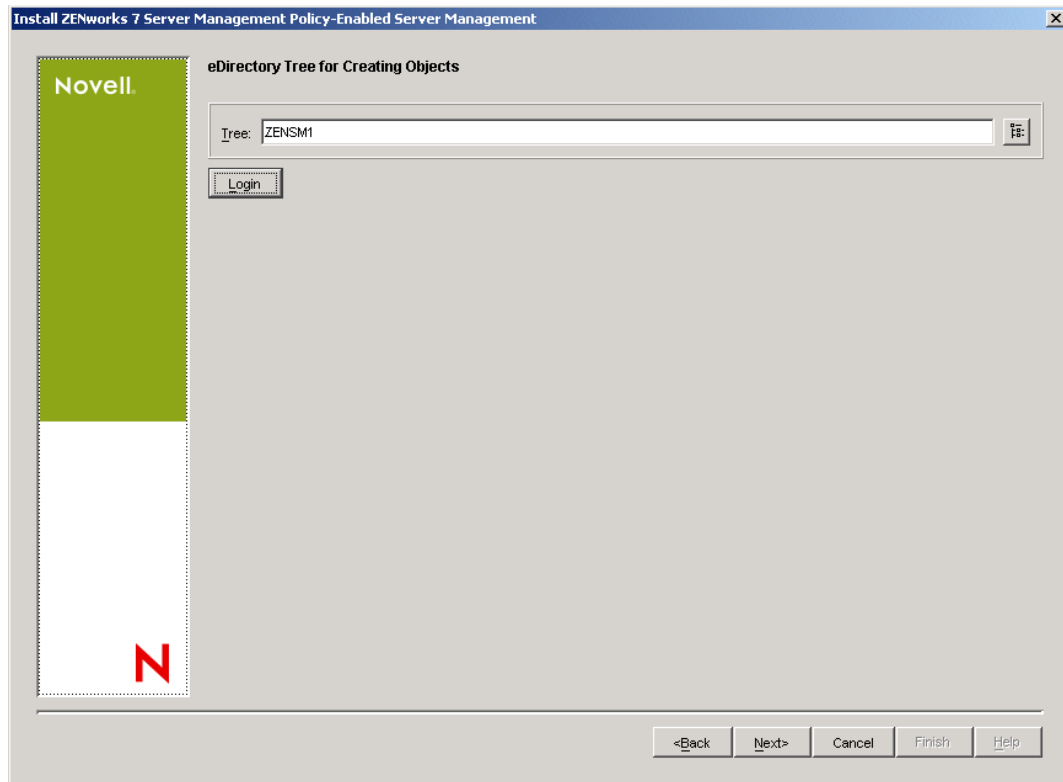 Install ZENworks 7 Server Management Policy-Enabled Server Management
Novell.
eDirectory Tree for Creating Objects
Tree: ZENSM1
Login
N
<Back Next> Cancel Finish Help